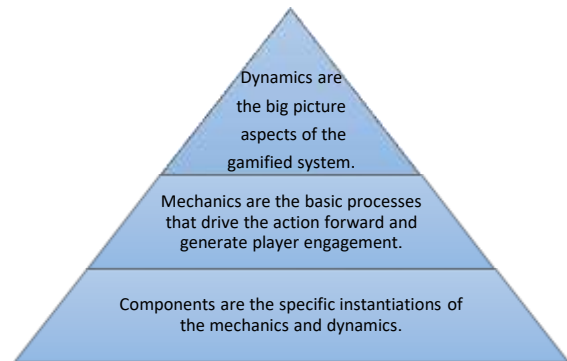 Dynamics are
the big picture
aspects of the
gamified system.
Mechanics are the basic processes
that drive the action forward and
generate player engagement.
Components are the specific instantiations of
the mechanics and dynamics.